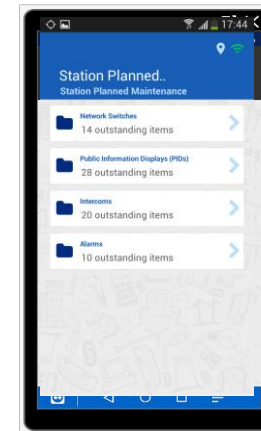 17:44
Station Planned..
Station Planned Maintenance
Network Switches
14 outstanding items
Public Information Displays (PIDs)
28 outstanding items
Intercoms
20 outstanding items
Alarms
10 outstanding items